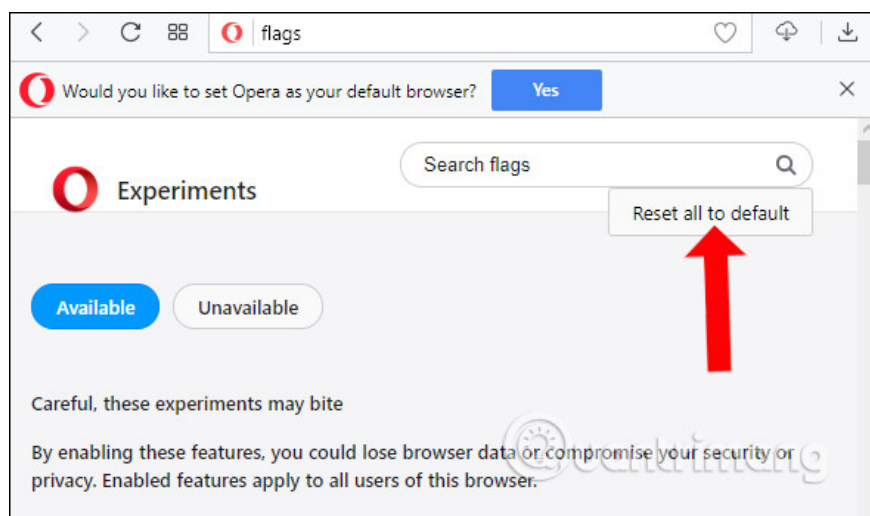 flags
Would you like to set Opera as your default browser? Yes
Experiments
Search flags
Reset all to default
Available
Unavailable
Careful, these experiments may bite
By enabling these features, you could lose browser data or compromise your security or
privacy. Enabled features apply to all users of this browser.
uantrimang